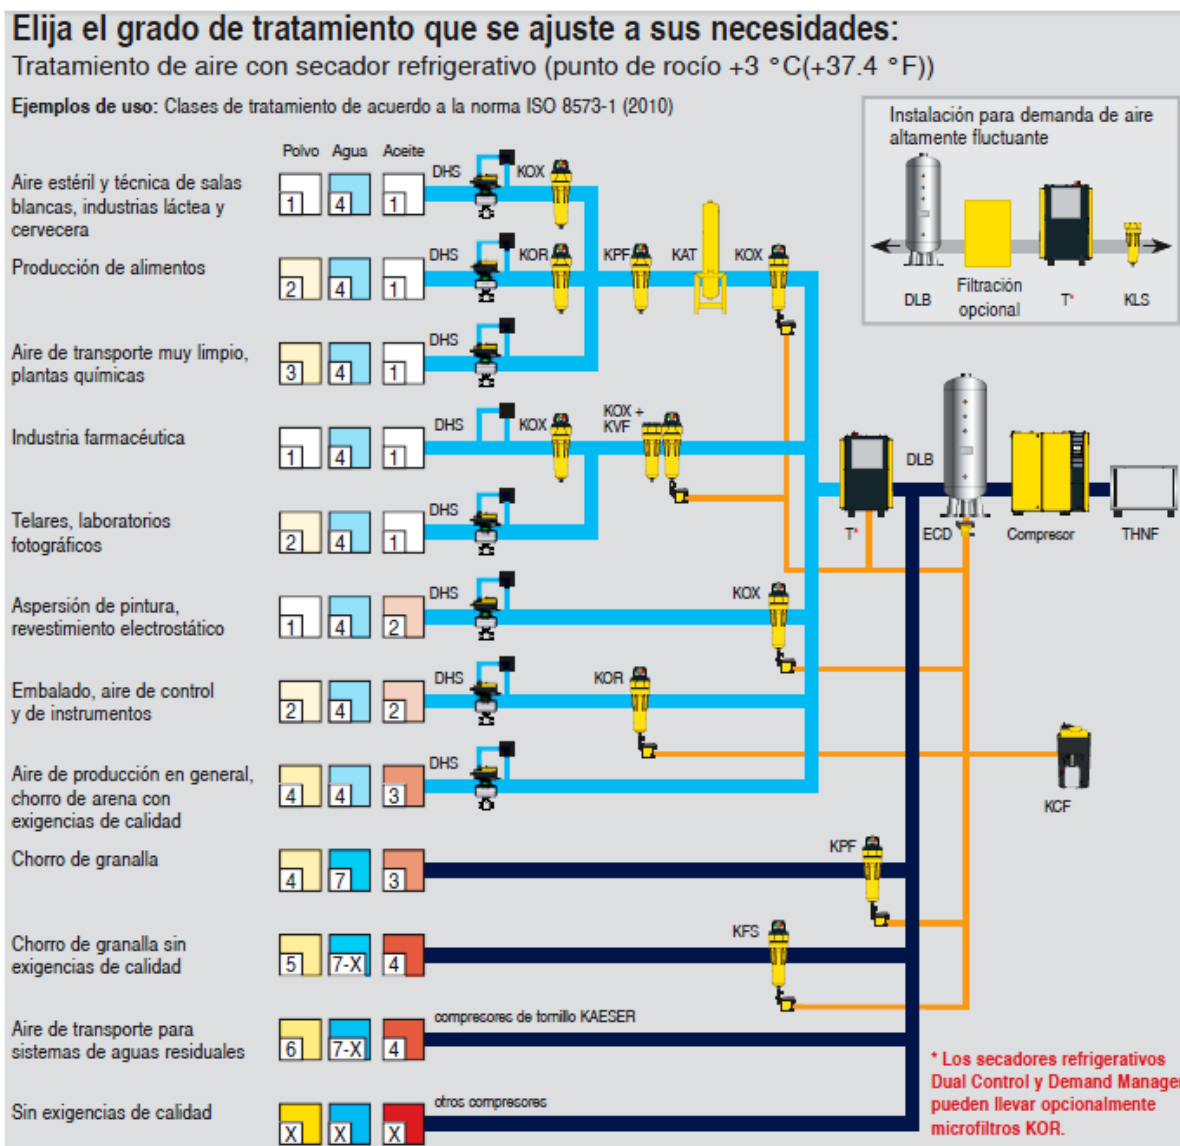 Elija el grado de tratamiento que se ajuste a sus necesidades:
Tratamiento de aire con secador refrigerativo (punto de rocío +3 °C(+37.4 °F))
Ejemplos de uso: Clases de tratamiento de acuerdo a la norma ISO 8573-1 (2010)
Instalación para demanda de aire
altamente fluctuante
DLB
Filtración
opcional
T*
KLS
Polvo Agua Aceite
Aire estéril y técnica de salas
blancas, industrias láctea y
cervecera
1 4 1
DHS KOX
Producción de alimentos
2 4 1
DHS KOR KPF KAT KOX
Aire de transporte muy limpio,
plantas químicas
3 4 1
DHS
Industria farmacéutica
1 4 1
DHS KOX
KOX +
KVF
Telares, laboratorios
fotográficos
2 4 1
DHS
T*
DLB
ECD
Compresor
THNF
Aspersión de pintura,
revestimiento electrostático
1 4 2
DHS KOX
Embalado, aire de control
y de instrumentos
2 4 2
DHS KOR
Aire de producción en general,
chorro de arena con
exigencias de calidad
4 4 3
DHS
KCF
Chorro de granalla
4 7 3
KPF
Chorro de granalla sin
exigencias de calidad
5 7-X 4
KFS
Aire de transporte para
sistemas de aguas residuales
6 7-X 4
compresores de tornillo KAESER
Sin exigencias de calidad
X X X
otros compresores
* Los secadores refrigerativos
Dual Control y Demand Manager
pueden llevar opcionalmente
microfiltros KOR.